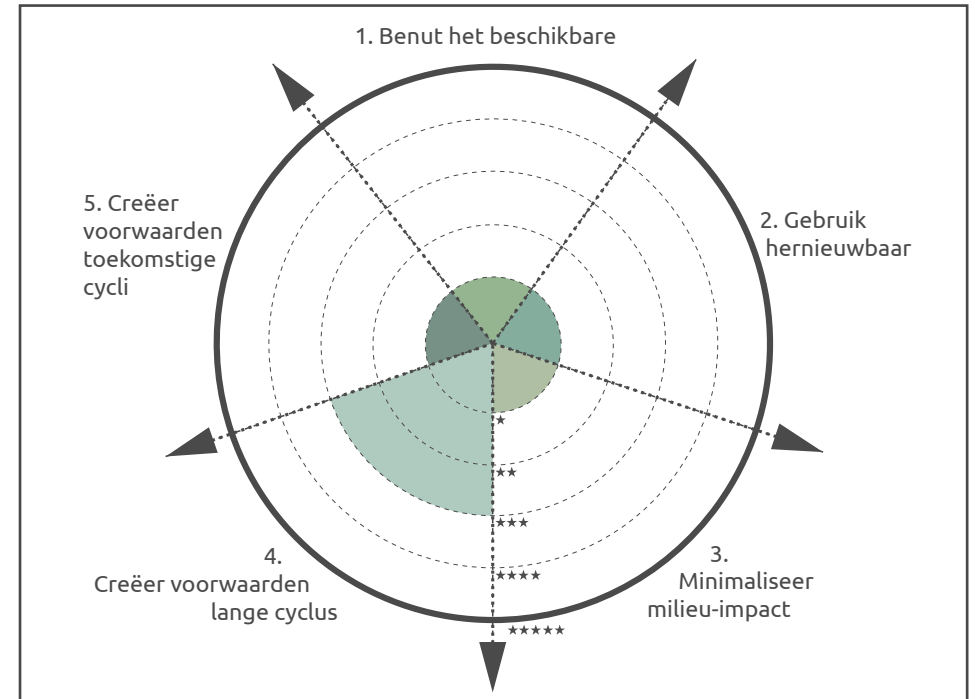 1. Benut het beschikbare
2. Gebruik
hernieuwbaar
3.
Minimaliseer
milieu-impact
4.
Creëer voorwaarden
lange cyclus
5. Creëer
voorwaarden
toekomstige
cycli
★
★★
★★★
★★★★
★★★★★